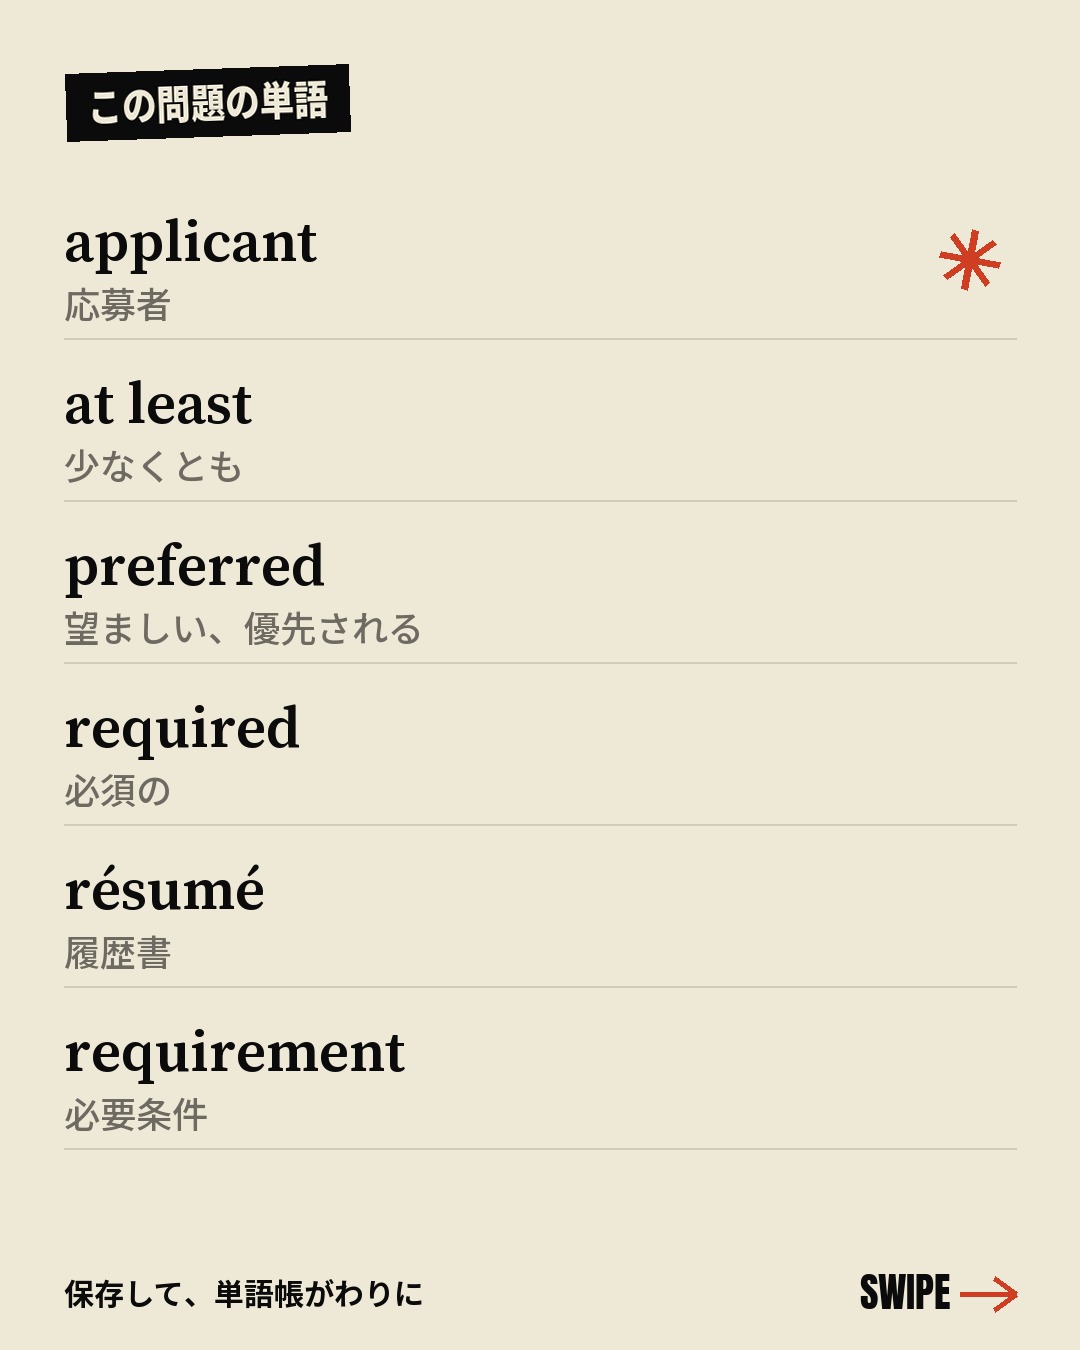 この問題の単語
applicant
応募者
at least
少なくとも
preferred
望ましい、優先される
required
必須の
résumé
履歴書
requirement
必要条件
保存して、単語帳がわりに
SWIPE